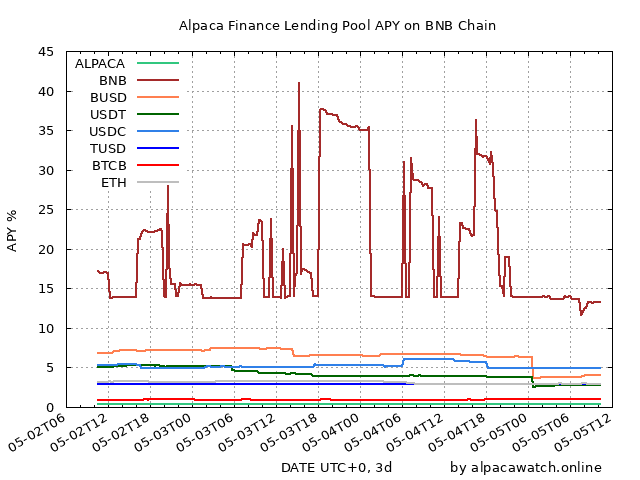 Alpaca Finance Lending Pool APY on BNB Chain
45
40
35
30
25
20
15
10
5
0
APY %
ALPACA
BNB
BUSD
USDT
USDC
TUSD
BTCB
ETH
05-02T06
05-02T12
05-02T18
05-03T00
05-03T06
05-03T12
05-03T18
05-04T00
05-04T06
05-04T12
05-04T18
05-05T00
05-05T06
05-05T12
DATE UTC+0, 3d
by alpacawatch.online